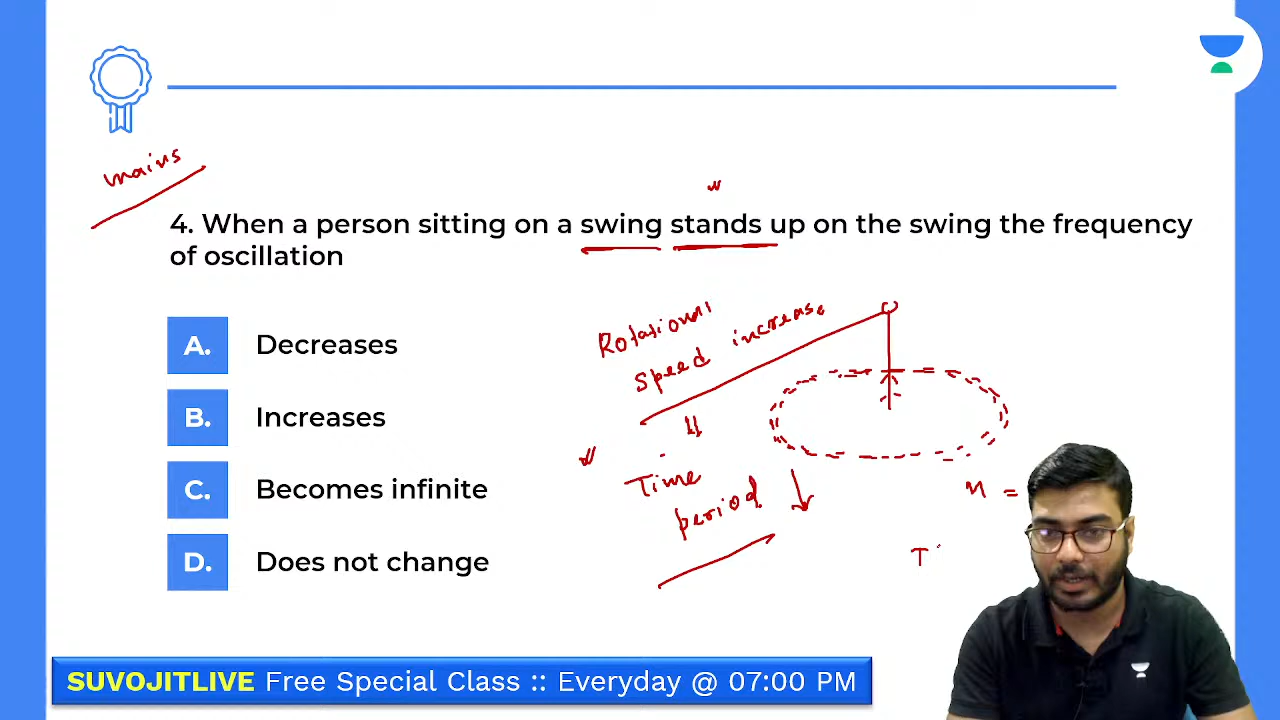 mains
4. When a person sitting on a swing stands up on the swing the frequency
of oscillation
A. Decreases
B. Increases
C. Becomes infinite
D. Does not change
Rotational
speed increase
Time
period ↓
n =
T
SUVOJITLIVE Free Special Class :: Everyday @ 07:00 PM